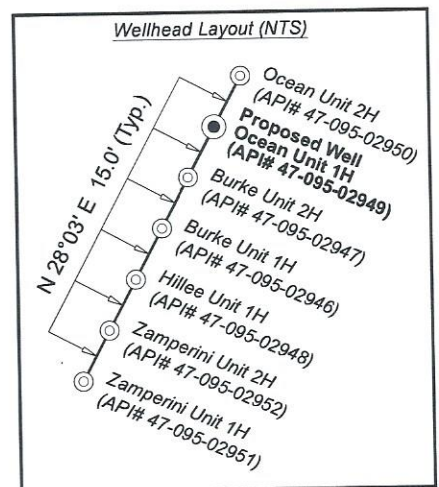 Wellhead Layout (NTS)
N 28°03' E 15.0' (Typ.)
Ocean Unit 2H
(API# 47-095-02950)
Proposed Well
Ocean Unit 1H
(API# 47-095-02949)
Burke Unit 2H
(API# 47-095-02947)
Burke Unit 1H
(API# 47-095-02946)
Hillee Unit 1H
(API# 47-095-02948)
Zamperini Unit 2H
(API# 47-095-02952)
Zamperini Unit 1H
(API# 47-095-02951)